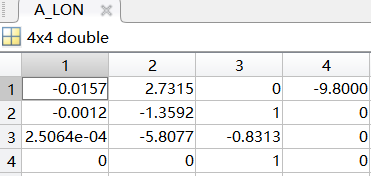 A_LON
4x4 double
1 2 3 4
1 -0.0157 2.7315 0 -9.8000
2 -0.0012 -1.3592 1 0
3 2.5064e-04 -5.8077 -0.8313 0
4 0 0 1 0